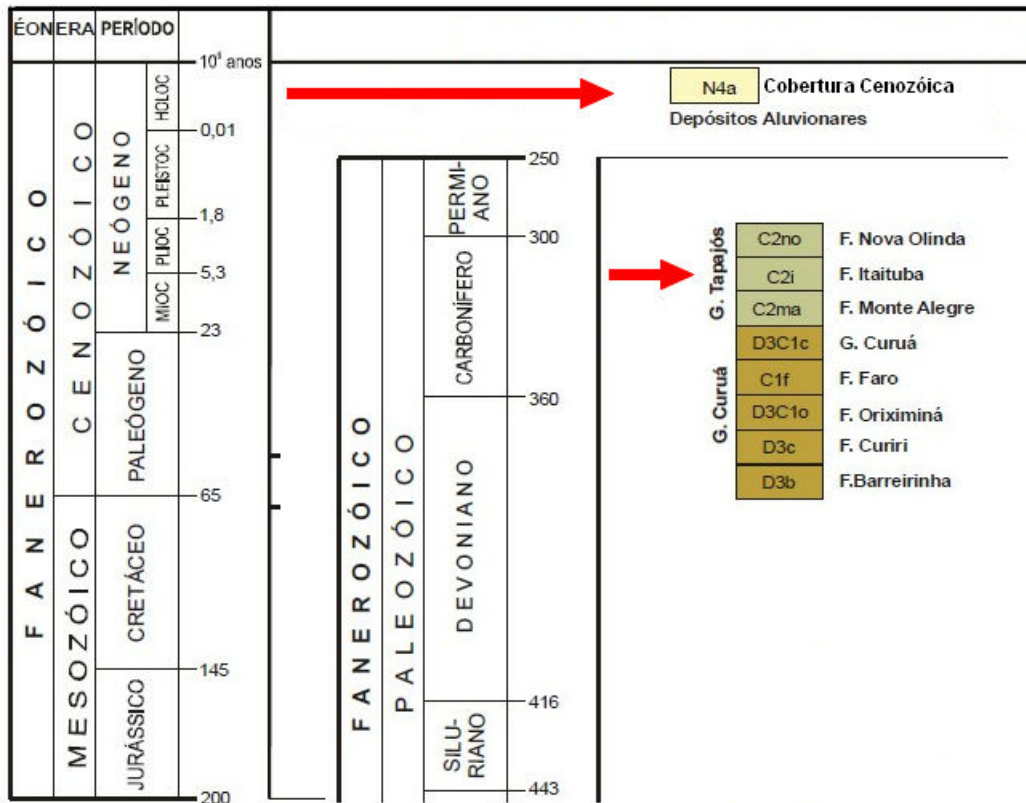 ÉON ERA PERÍODO
10⁶ anos
FANEROZÓICO
CENOZÓICO
NEÓGENO
HOLOC
0,01
PLEISTOC
1,8
PLIOC
5,3
MIOC
23
PALEÓGENO
65
MESOZÓICO
CRETÁCEO
145
JURÁSSICO
200
N4a Cobertura Cenozóica
Depósitos Aluvionares
FANEROZÓICO
PALEOZÓICO
250
PERMI-
ANO
300
CARBONÍFERO
360
DEVONIANO
416
SILU-
RIANO
443
G. Tapajós
C2no F. Nova Olinda
C2i F. Itaituba
C2ma F. Monte Alegre
G. Curuá
D3C1c G. Curuá
C1f F. Faro
D3C1o F. Oriximiná
D3c F. Curiri
D3b F.Barreirinha